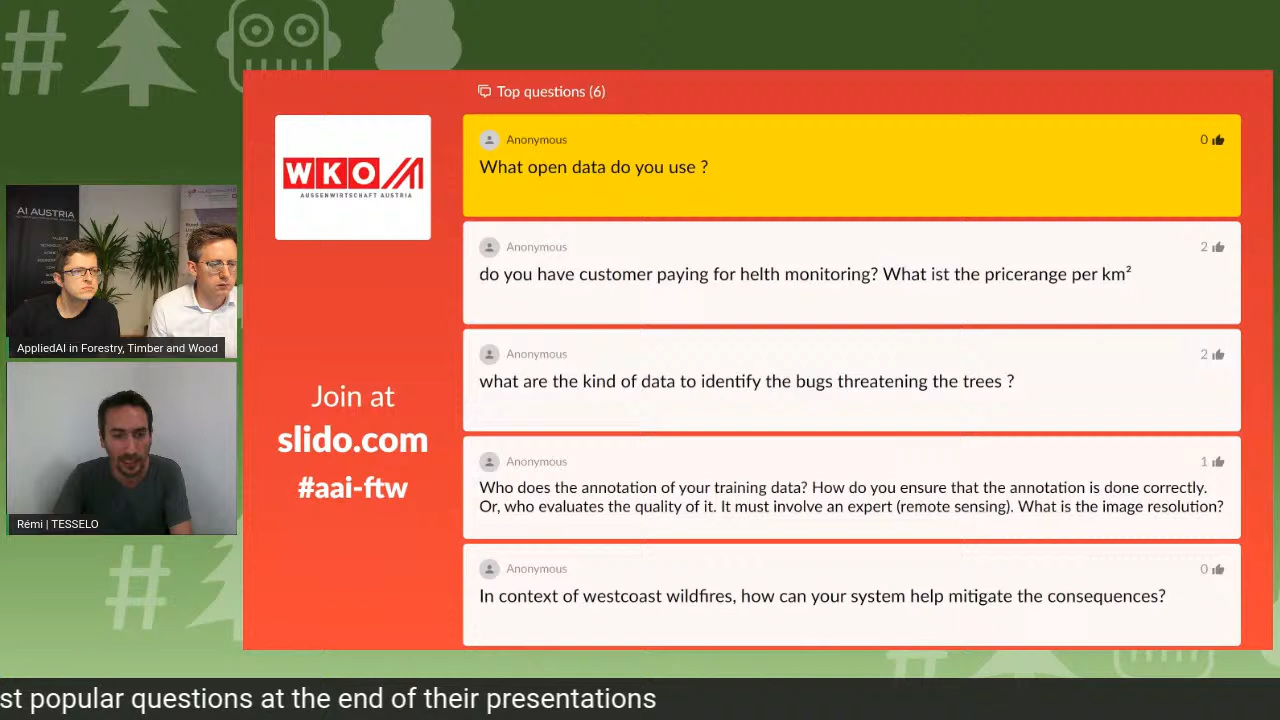 #
Top questions (6)
WKO
AUSSENWIRTSCHAFT AUSTRIA
Anonymous
0
What open data do you use ?
Anonymous
2
do you have customer paying for helth monitoring? What ist the pricerange per km²
Anonymous
2
what are the kind of data to identify the bugs threatening the trees ?
Anonymous
1
Who does the annotation of your training data? How do you ensure that the annotation is done correctly.
Or, who evaluates the quality of it. It must involve an expert (remote sensing). What is the image resolution?
Anonymous
0
In context of westcoast wildfires, how can your system help mitigate the consequences?
Join at
slido.com
#aai-ftw
AI AUSTRIA
AppliedAI in Forestry, Timber and Wood
Rémi | TESSELO
#
#
st popular questions at the end of their presentations